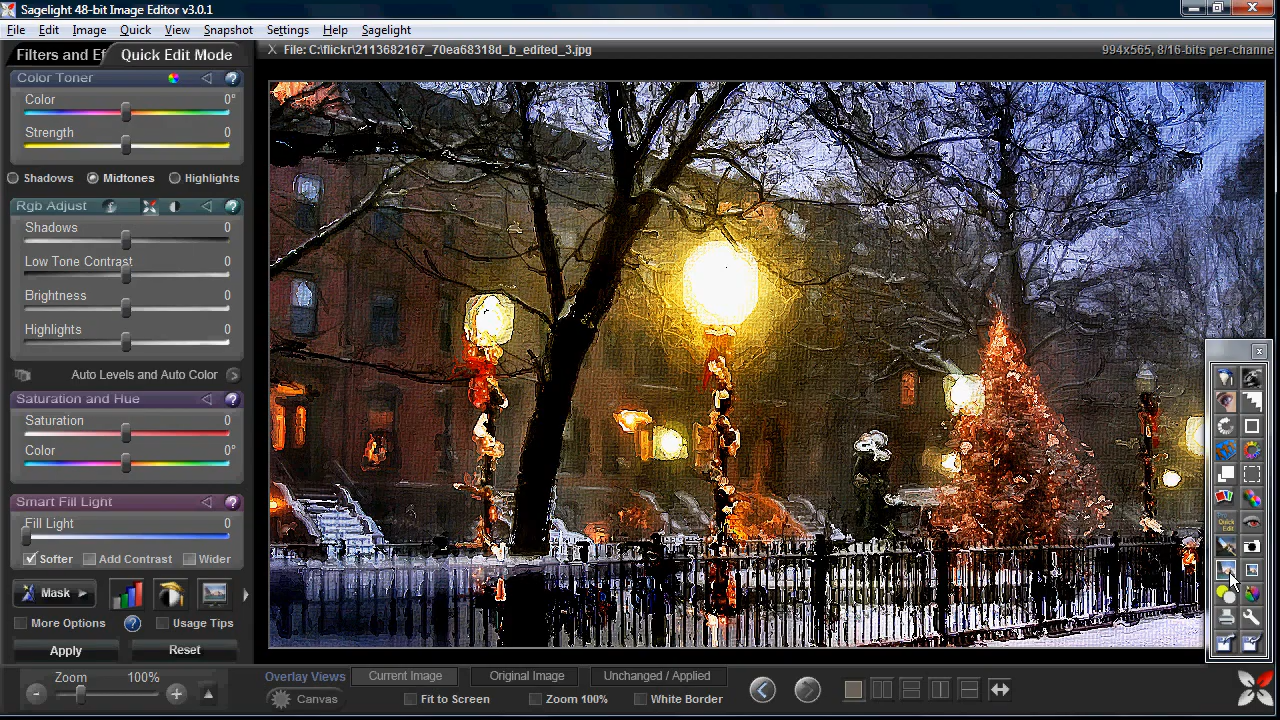 Sagelight 48-bit Image Editor v3.0.1
File Edit Image Quick View Snapshot Settings Help Sagelight
Filters and Ef Quick Edit Mode
X File: C:\flickr\2113682167_70ea68318d_b_edited_3.jpg
994x565, 8/16-bits per-channe
Color Toner
Color 0°
Strength 0
Shadows Midtones Highlights
Rgb Adjust
Shadows 0
Low Tone Contrast 0
Brightness 0
Highlights 0
Auto Levels and Auto Color
Saturation and Hue
Saturation 0
Color 0°
Smart Fill Light
Fill Light 0
Softer Add Contrast Wider
Mask
More Options Usage Tips
Apply Reset
Zoom 100%
Overlay Views Current Image Original Image Unchanged / Applied
Canvas Fit to Screen Zoom 100% White Border
Quick
Edit